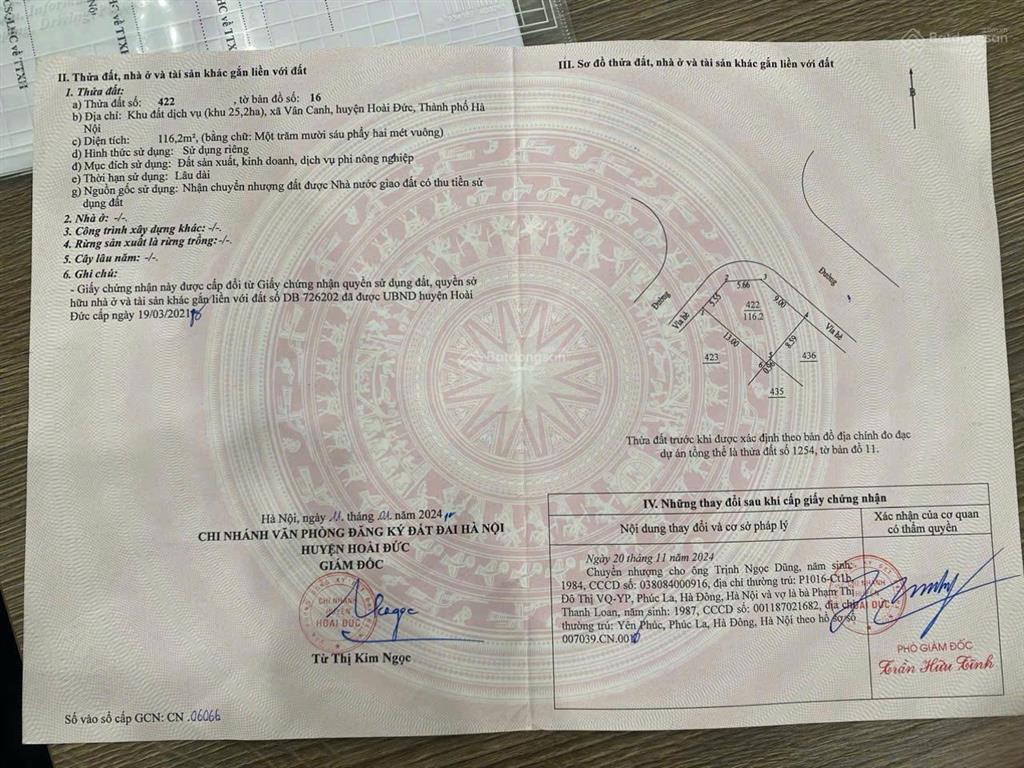 II. Thửa đất, nhà ở và tài sản khác gắn liền với đất
1. Thửa đất:
a) Thửa đất số: 422 , tờ bản đồ số: 16
b) Địa chỉ: Khu đất dịch vụ (khu 25,2ha), xã Vân Canh, huyện Hoài Đức, Thành phố Hà
Nội
c) Diện tích: 116,2m², (bằng chữ: Một trăm mười sáu phẩy hai mét vuông)
d) Hình thức sử dụng: Sử dụng riêng
đ) Mục đích sử dụng: Đất sản xuất, kinh doanh, dịch vụ phi nông nghiệp
e) Thời hạn sử dụng: Lâu dài
g) Nguồn gốc sử dụng: Nhận chuyển nhượng đất được Nhà nước giao đất có thu tiền sử
dụng đất
2. Nhà ở: -/-.
3. Công trình xây dựng khác: -/-.
4. Rừng sản xuất là rừng trồng: -/-.
5. Cây lâu năm: -/-.
6. Ghi chú:
- Giấy chứng nhận này được cấp đổi từ Giấy chứng nhận quyền sử dụng đất, quyền sở
hữu nhà ở và tài sản khác gắn liền với đất số DB 726202 đã được UBND huyện Hoài
Đức cấp ngày 19/03/2021
Hà Nội, ngày 11 tháng 11 năm 2024
CHI NHÁNH VĂN PHÒNG ĐĂNG KÝ ĐẤT ĐAI HÀ NỘI
HUYỆN HOÀI ĐỨC
GIÁM ĐỐC
CHI NHÁNH
HUYỆN
HOÀI ĐỨC
Từ Thị Kim Ngọc
Số vào sổ cấp GCN: CN .06066
III. Sơ đồ thửa đất, nhà ở và tài sản khác gắn liền với đất
B
Đường
Vỉa hè
Đường
Vỉa hè
2
3
5.66
5.55
9.00
422
116.2
1
4
13.00
8.59
5
6
0.56
423
436
435
Thửa đất trước khi được xác định theo bản đồ địa chính đo đạc
dự án tổng thể là thửa đất số 1254, tờ bản đồ 11.
IV. Những thay đổi sau khi cấp giấy chứng nhận
Nội dung thay đổi và cơ sở pháp lý
Xác nhận của cơ quan
có thẩm quyền
Ngày 20 tháng 11 năm 2024
Chuyển nhượng cho ông Trịnh Ngọc Dũng, năm sinh:
1984, CCCD số: 038084000916, địa chỉ thường trú: P1016-Ct1b,
Đô Thị VQ-YP, Phúc La, Hà Đông, Hà Nội và vợ là bà Phạm Thị
Thanh Loan, năm sinh: 1987, CCCD số: 001187021682, địa chỉ
thường trú: Yên Phúc, Phúc La, Hà Đông, Hà Nội theo hồ sơ số
007039.CN.001
PHÓ GIÁM ĐỐC
Trần Hữu Tình
Batdongsan
Batdongsan